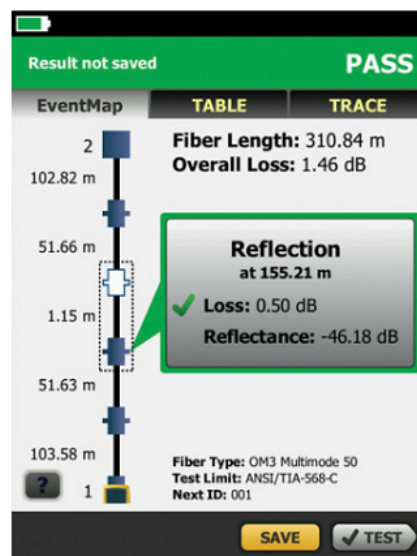 Result not saved
PASS
EventMap
TABLE
TRACE
2
Fiber Length: 310.84 m
Overall Loss: 1.46 dB
102.82 m
51.66 m
Reflection
at 155.21 m
Loss: 0.50 dB
1.15 m
Reflectance: -46.18 dB
51.63 m
103.58 m
Fiber Type: OM3 Multimode 50
Test Limit: ANSI/TIA-568-C
Next ID: 001
?
1
SAVE
TEST